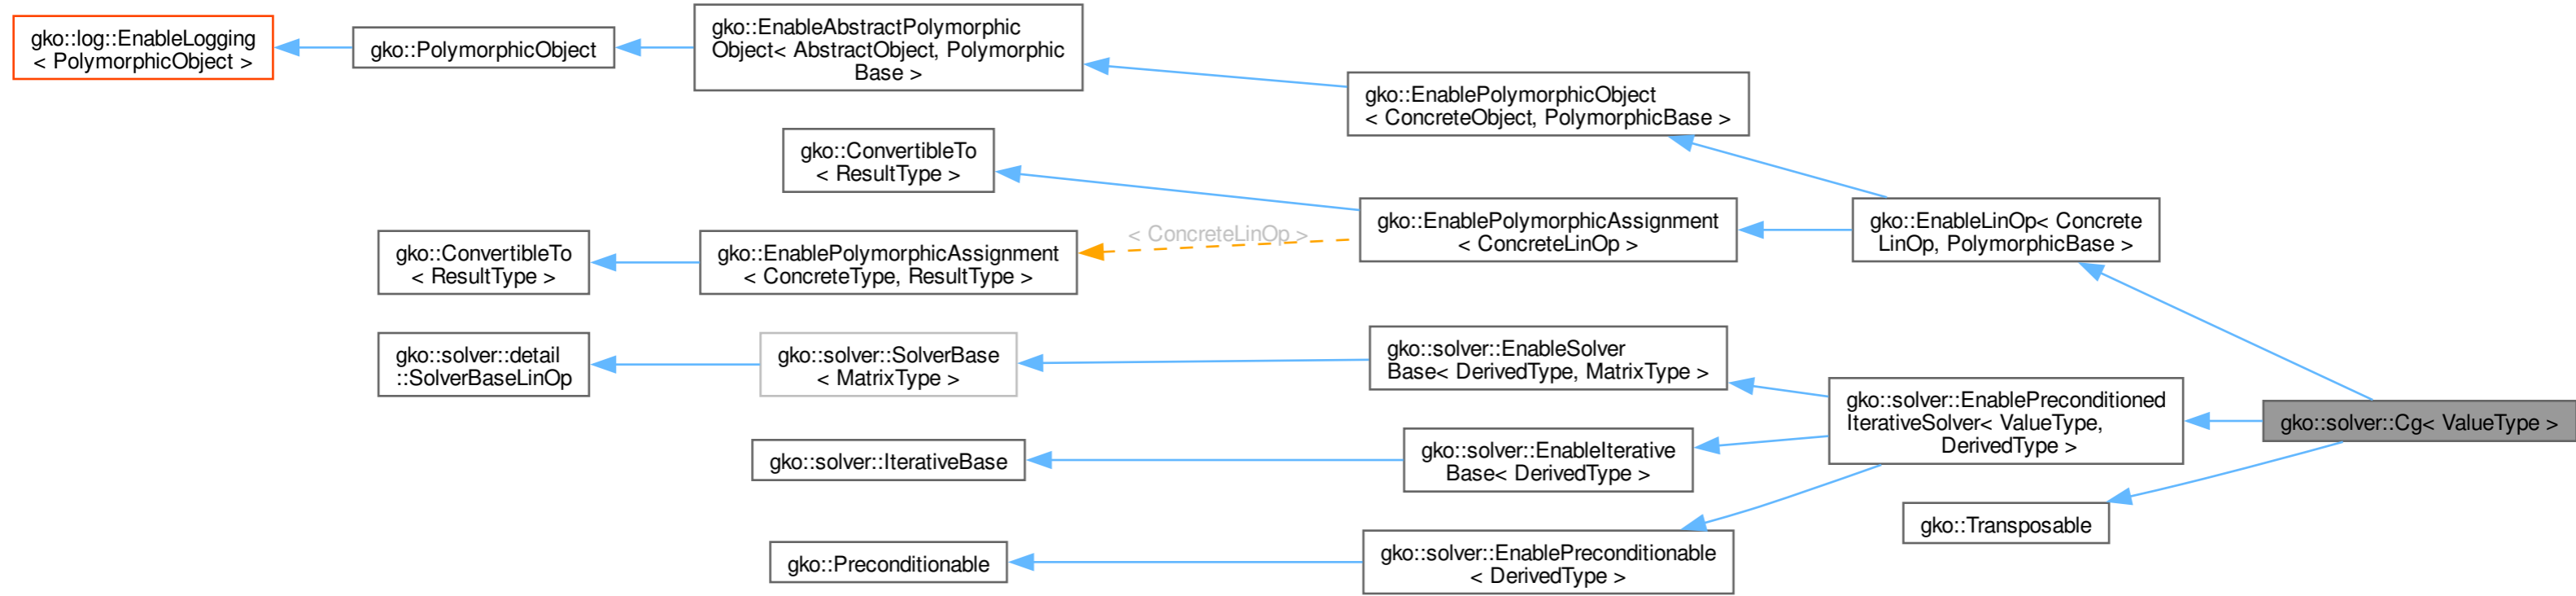 gko::log::EnableLogging
< PolymorphicObject >
gko::PolymorphicObject
gko::EnableAbstractPolymorphic
Object< AbstractObject, Polymorphic
Base >
gko::EnablePolymorphicObject
< ConcreteObject, PolymorphicBase >
gko::ConvertibleTo
< ResultType >
gko::EnablePolymorphicAssignment
< ConcreteLinOp >
gko::EnableLinOp< Concrete
LinOp, PolymorphicBase >
< ConcreteLinOp >
gko::ConvertibleTo
< ResultType >
gko::EnablePolymorphicAssignment
< ConcreteType, ResultType >
gko::solver::detail
::SolverBaseLinOp
gko::solver::SolverBase
< MatrixType >
gko::solver::EnableSolver
Base< DerivedType, MatrixType >
gko::solver::EnablePreconditioned
IterativeSolver< ValueType,
DerivedType >
gko::solver::Cg< ValueType >
gko::solver::IterativeBase
gko::solver::EnableIterative
Base< DerivedType >
gko::Transposable
gko::Preconditionable
gko::solver::EnablePreconditionable
< DerivedType >